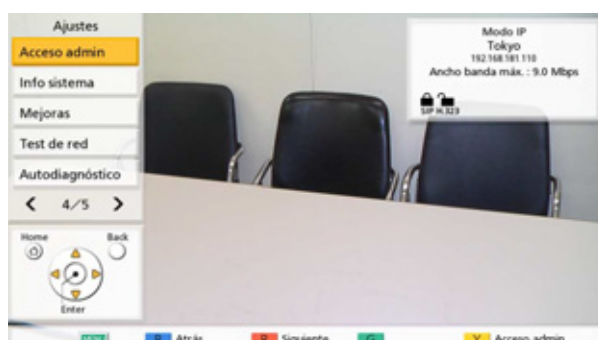 Ajustes
Acceso admin
Info sistema
Mejoras
Test de red
Autodiagnóstico
4/5
Home
Back
Enter
Modo IP
Tokyo
192.168.181.110
Ancho banda máx. : 9.0 Mbps
SIP H.323
B Atrás
R Siguiente
G
Y Acceso admin